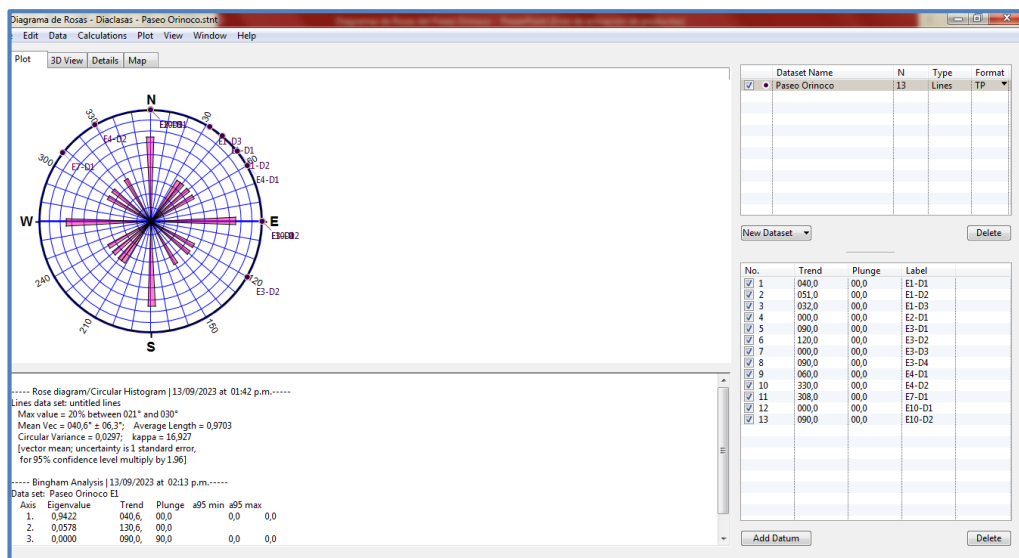 Diagrama de Rosas - Diaclasas - Paseo Orinoco.stnt
Edit Data Calculations Plot View Window Help
Plot 3D View Details Map
N
330
30
E4-D2
E1-D3
300
E7-D1
E4-D1
W
E
240
120
E3-D2
210
150
S
Dataset Name N Type Format
Paseo Orinoco 13 Lines TP
New Dataset Delete
No. Trend Plunge Label
1 040,0 00,0 E1-D1
2 051,0 00,0 E1-D2
3 032,0 00,0 E1-D3
4 000,0 00,0 E2-D1
5 090,0 00,0 E3-D1
6 120,0 00,0 E3-D2
7 000,0 00,0 E3-D3
8 090,0 00,0 E3-D4
9 060,0 00,0 E4-D1
10 330,0 00,0 E4-D2
11 308,0 00,0 E7-D1
12 000,0 00,0 E10-D1
13 090,0 00,0 E10-D2
Add Datum Delete
----- Rose diagram/Circular Histogram | 13/09/2023 at 01:42 p.m.-----
Lines data set: untitled lines
Max value = 20% between 021° and 030°
Mean Vec = 040,6° ± 06,3°; Average Length = 0,9703
Circular Variance = 0,0297; kappa = 16,927
[vector mean; uncertainty is 1 standard error,
for 95% confidence level multiply by 1.96]
----- Bingham Analysis | 13/09/2023 at 02:13 p.m.-----
Data set: Paseo Orinoco E1
Axis Eigenvalue Trend Plunge a95 min a95 max
1. 0,9422 040,6, 00,0 0,0 0,0
2. 0,0578 130,6, 00,0
3. 0,0000 090,0, 90,0 0,0 0,0